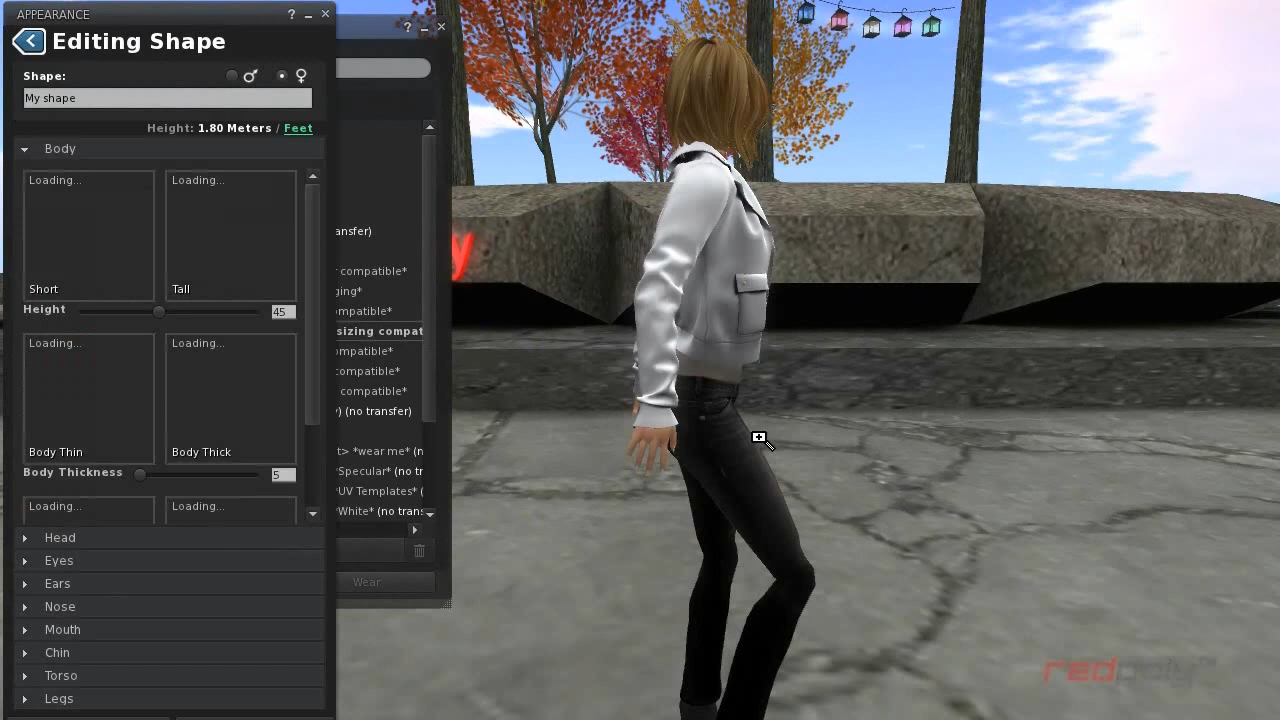 APPEARANCE
Editing Shape
Shape:
My shape
Height: 1.80 Meters / Feet
Body
Loading...
Loading...
Short
Tall
Height
45
Loading...
Loading...
Body Thin
Body Thick
Body Thickness
5
Loading...
Loading...
Head
Eyes
Ears
Nose
Mouth
Chin
Torso
Legs
ansfer)
compatible*
ging*
ompatible*
sizing compat
ompatible*
compatible*
compatible*
) (no transfer)
t> *wear me* (n
*Specular* (no tr
*UV Templates* (
*White* (no trans
Wear
y
redpoly